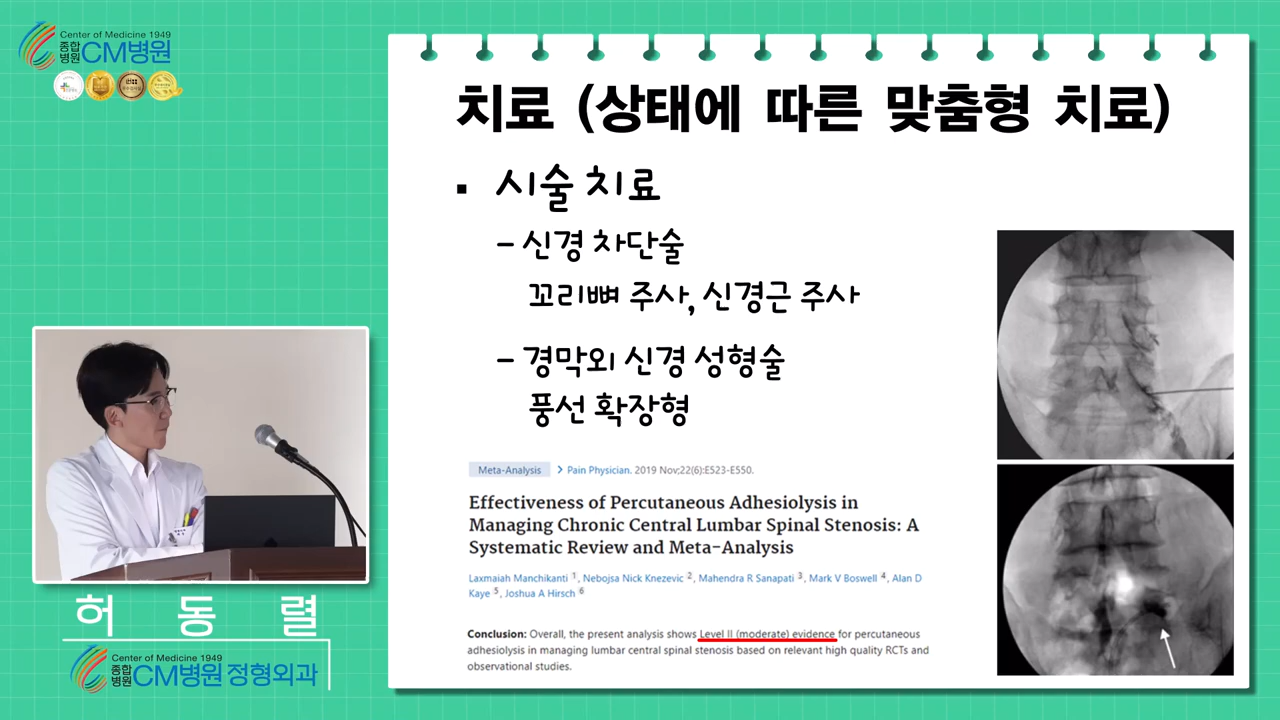 Center of Medicine 1949
종합병원 CM병원
치료 (상태에 따른 맞춤형 치료)
▪ 시술 치료
– 신경 차단술
꼬리뼈 주사, 신경근 주사
– 경막외 신경 성형술
풍선 확장형
Meta-Analysis > Pain Physician. 2019 Nov;22(6):E523-E550.
Effectiveness of Percutaneous Adhesiolysis in
Managing Chronic Central Lumbar Spinal Stenosis: A
Systematic Review and Meta-Analysis
Laxmaiah Manchikanti 1, Nebojsa Nick Knezevic 2, Mahendra R Sanapati 3, Mark V Boswell 4, Alan D
Kaye 5, Joshua A Hirsch 6
Conclusion: Overall, the present analysis shows Level II (moderate) evidence for percutaneous
adhesiolysis in managing lumbar central spinal stenosis based on relevant high quality RCTs and
observational studies.
허 동 렬
Center of Medicine 1949
종합병원 CM병원 정형외과